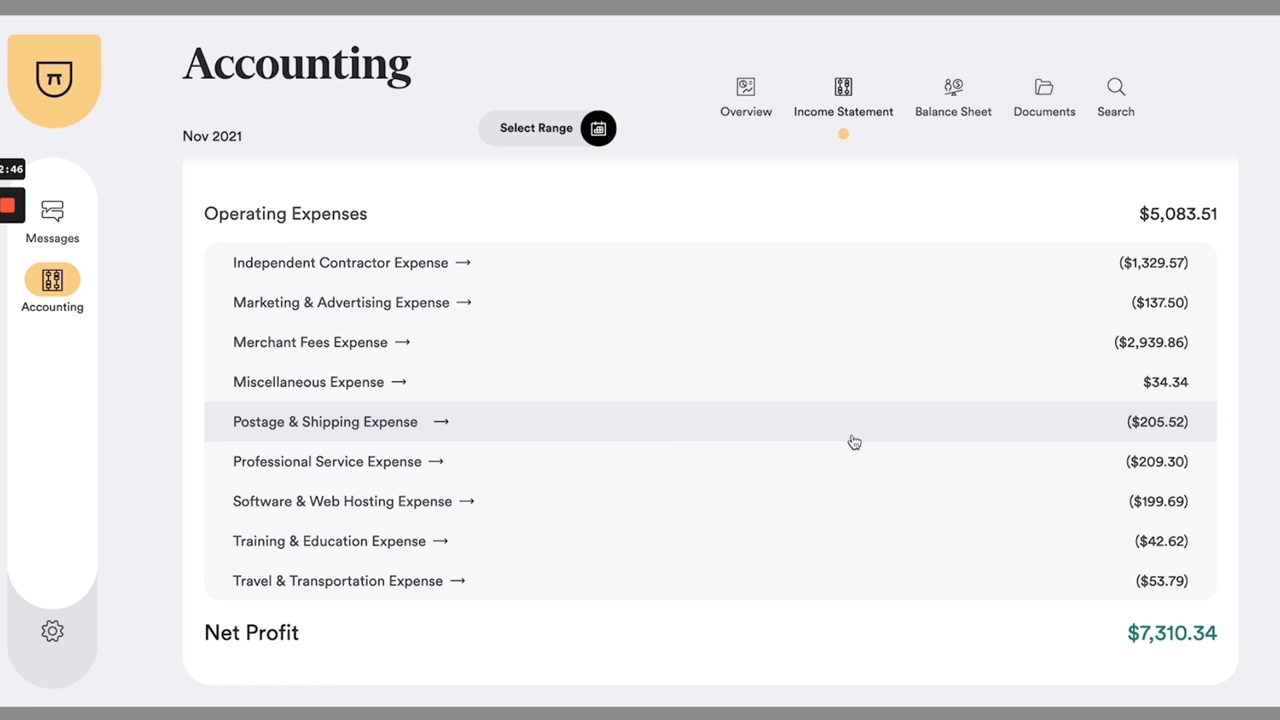 Accounting
Overview
Income Statement
Balance Sheet
Documents
Search
Nov 2021
Select Range
2:46
Messages
Accounting
Operating Expenses $5,083.51
Independent Contractor Expense → ($1,329.57)
Marketing & Advertising Expense → ($137.50)
Merchant Fees Expense → ($2,939.86)
Miscellaneous Expense → $34.34
Postage & Shipping Expense → ($205.52)
Professional Service Expense → ($209.30)
Software & Web Hosting Expense → ($199.69)
Training & Education Expense → ($42.62)
Travel & Transportation Expense → ($53.79)
Net Profit $7,310.34